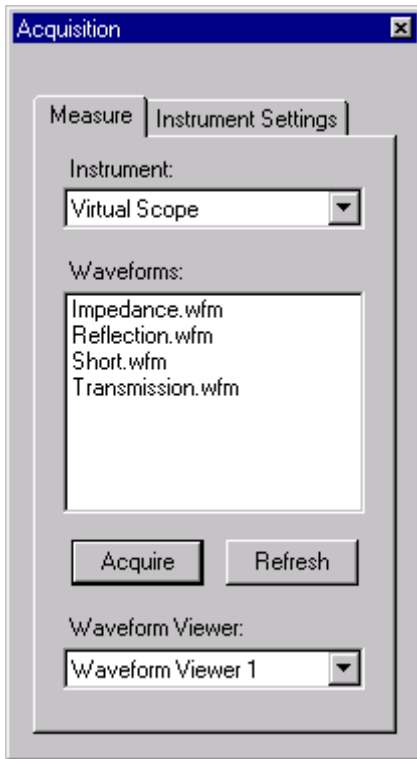 Acquisition
Measure Instrument Settings
Instrument:
Virtual Scope
Waveforms:
Impedance.wfm
Reflection.wfm
Short.wfm
Transmission.wfm
Acquire Refresh
Waveform Viewer:
Waveform Viewer 1